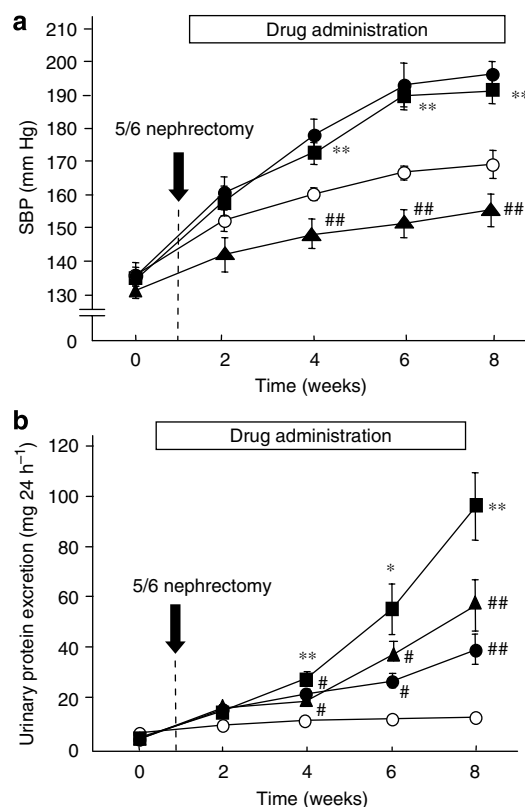 a
Drug administration
210
200
190
180
170
160
150
140
130
0
SBP (mm Hg)
5/6 nephrectomy
**
**
**
##
##
##
0 2 4 6 8
Time (weeks)
b
Drug administration
120
100
80
60
40
20
0
Urinary protein excretion (mg 24 h⁻¹)
5/6 nephrectomy
**
*
**
#
#
#
#
##
##
0 2 4 6 8
Time (weeks)